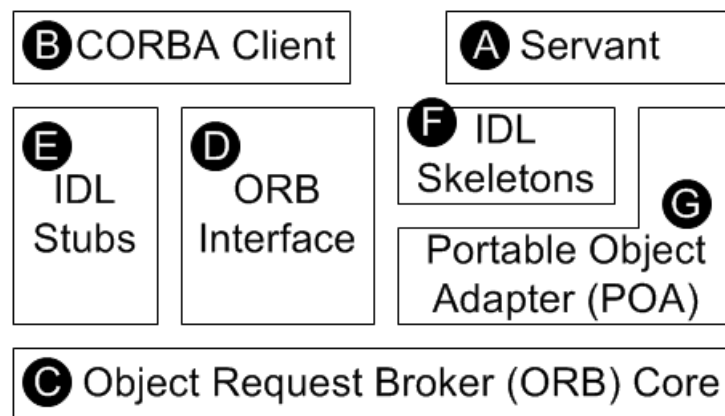 B CORBA Client
A Servant
E
IDL
Stubs
D
ORB
Interface
F IDL
Skeletons
G
Portable Object
Adapter (POA)
C Object Request Broker (ORB) Core